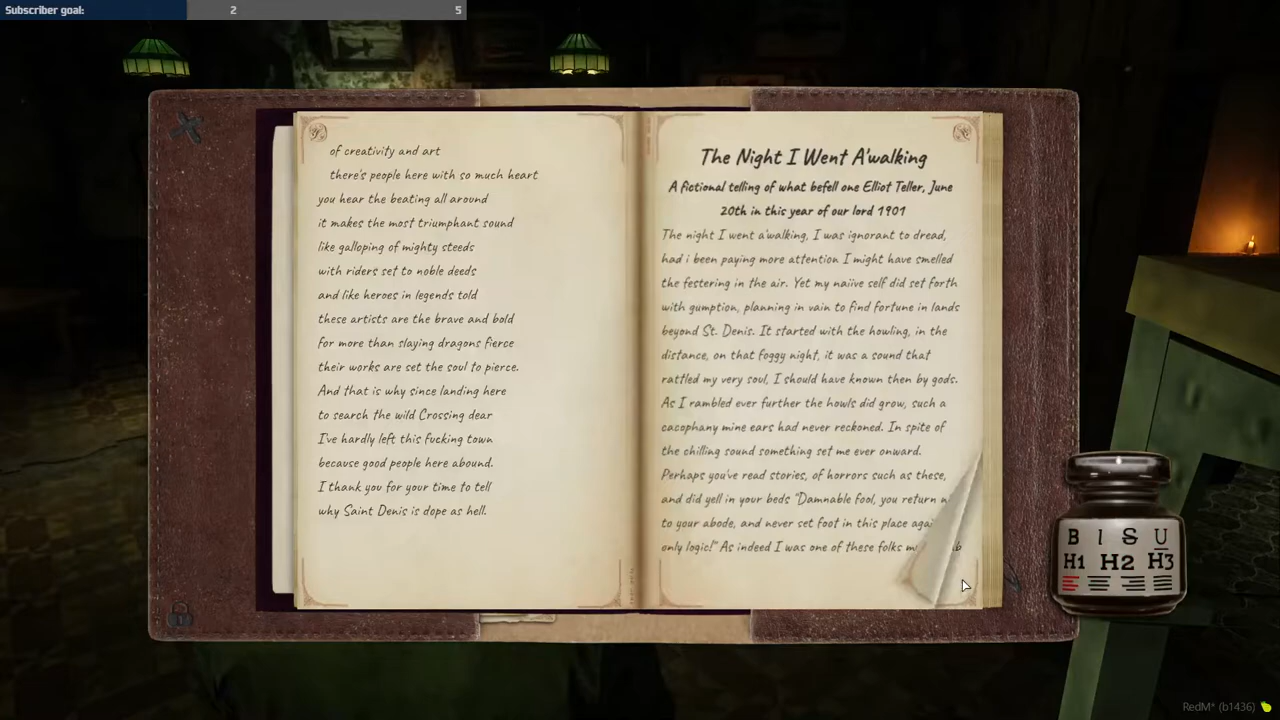 Subscriber goal: 2 5
of creativity and art
there's people here with so much heart
you hear the beating all around
it makes the most triumphant sound
like galloping of mighty steeds
with riders set to noble deeds
and like heroes in legends told
these artists are the brave and bold
for more than slaying dragons fierce
their works are set the soul to pierce.
And that is why since landing here
to search the wild Crossing dear
I've hardly left this fucking town
because good people here abound.
I thank you for your time to tell
why Saint Denis is dope as hell.
The Night I Went A'walking
A fictional telling of what befell one Elliot Teller, June
20th in this year of our lord 1901
The night I went a'walking, I was ignorant to dread,
had i been paying more attention I might have smelled
the festering in the air. Yet my naiive self did set forth
with gumption, planning in vain to find fortune in lands
beyond St. Denis. It started with the howling, in the
distance, on that foggy night, it was a sound that
rattled my very soul, I should have known then by gods.
As I rambled ever further the howls did grow, such a
cacophany mine ears had never reckoned. In spite of
the chilling sound something set me ever onward.
Perhaps you've read stories, of horrors such as these,
and did yell in your beds "Damnable fool, you return
to your abode, and never set foot in this place
only logic!" As indeed I was one of these folks
B I S U
H1 H2 H3
RedM* (b1436)